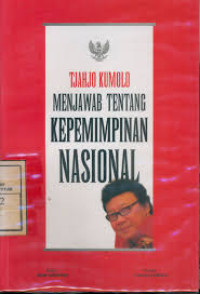 TJAHJO KUMOLO
MENJAWAB TENTANG
KEPEMIMPINAN
NASIONAL